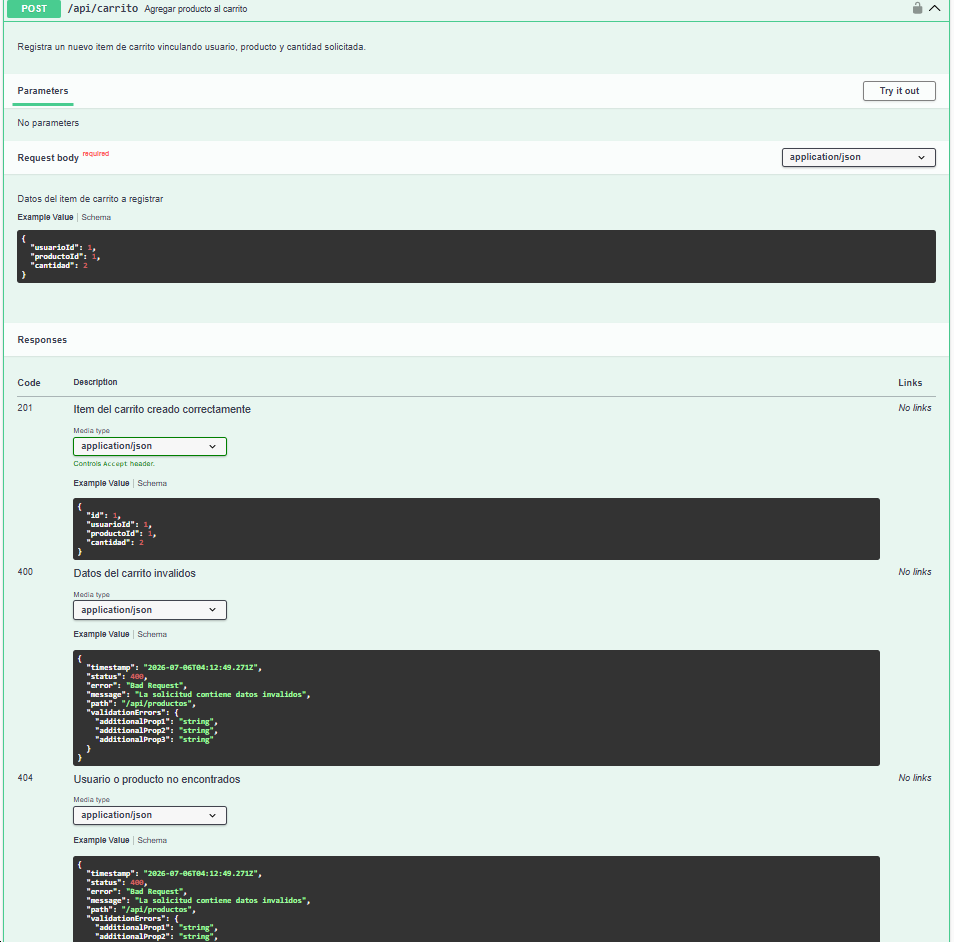 POST /api/carrito Agregar producto al carrito
Registra un nuevo item de carrito vinculando usuario, producto y cantidad solicitada.
Parameters
Try it out
No parameters
Request body required
application/json
Datos del item de carrito a registrar
Example Value | Schema
{
"usuarioId": 1,
"productoId": 1,
"cantidad": 2
}
Responses
Code Description Links
201 Item del carrito creado correctamente No links
Media type
application/json
Controls Accept header.
Example Value | Schema
{
"id": 1,
"usuarioId": 1,
"productoId": 1,
"cantidad": 2
}
400 Datos del carrito invalidos No links
Media type
application/json
Example Value | Schema
{
"timestamp": "2026-07-06T04:12:49.271Z",
"status": 400,
"error": "Bad Request",
"message": "La solicitud contiene datos invalidos",
"path": "/api/productos",
"validationErrors": {
"additionalProp1": "string",
"additionalProp2": "string",
"additionalProp3": "string"
}
}
404 Usuario o producto no encontrados No links
Media type
application/json
Example Value | Schema
{
"timestamp": "2026-07-06T04:12:49.271Z",
"status": 400,
"error": "Bad Request",
"message": "La solicitud contiene datos invalidos",
"path": "/api/productos",
"validationErrors": {
"additionalProp1": "string",
"additionalProp2": "string",